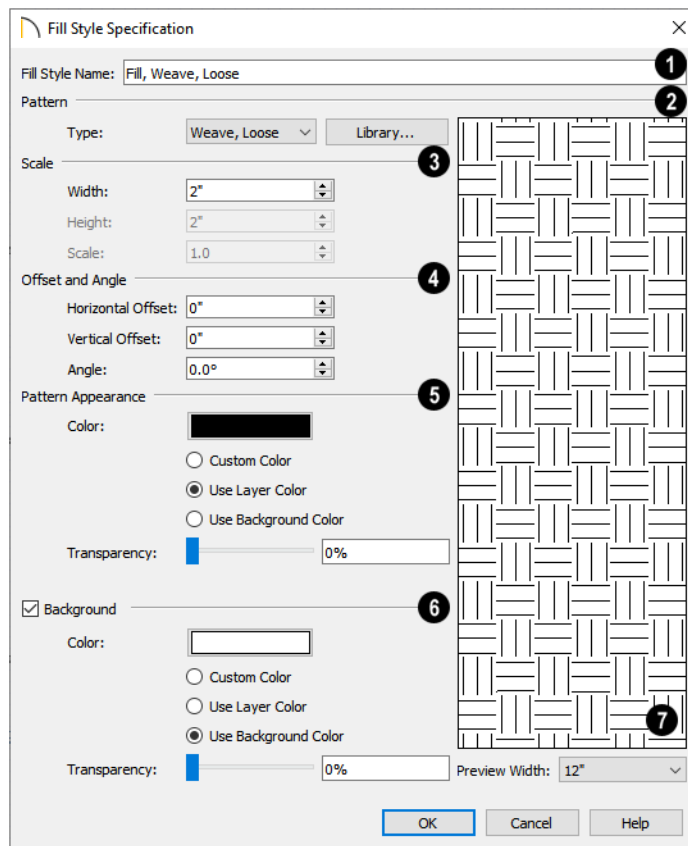 Fill Style Specification
Fill Style Name: Fill, Weave, Loose 1
Pattern 2
Type: Weave, Loose Library...
Scale 3
Width: 2"
Height: 2"
Scale: 1.0
Offset and Angle 4
Horizontal Offset: 0"
Vertical Offset: 0"
Angle: 0.0°
Pattern Appearance 5
Color:
Custom Color
Use Layer Color
Use Background Color
Transparency: 0%
Background 6
Color:
Custom Color
Use Layer Color
7
Use Background Color
Transparency: 0% Preview Width: 12"
OK Cancel Help